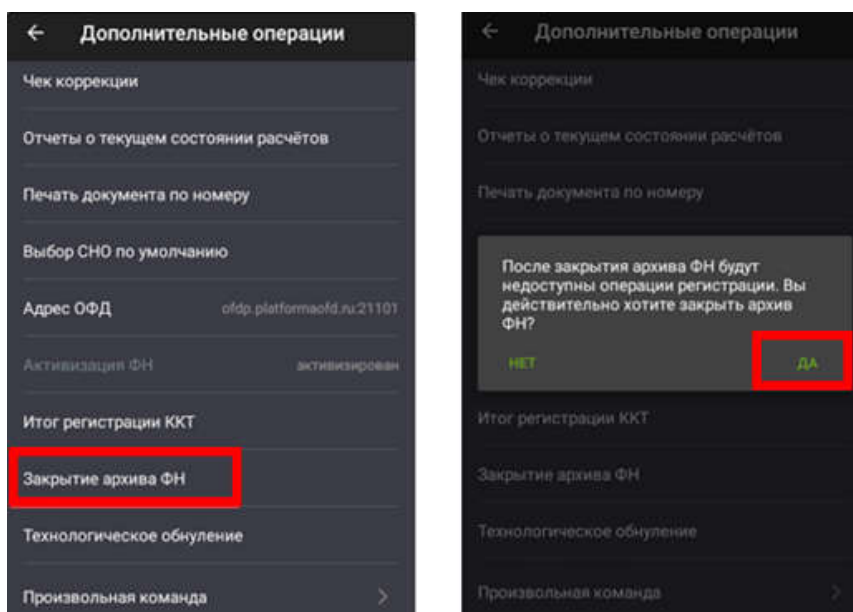 Дополнительные операции
Чек коррекции
Отчеты о текущем состоянии расчётов
Печать документа по номеру
Выбор СНО по умолчанию
Адрес ОФД ofdp.platformaofd.ru:21101
Активизация ФН активизирован
Итог регистрации ККТ
Закрытие архива ФН
Технологическое обнуление
Произвольная команда
Дополнительные операции
Чек коррекции
Отчеты о текущем состоянии расчётов
Печать документа по номеру
После закрытия архива ФН будут
недоступны операции регистрации. Вы
действительно хотите закрыть архив
ФН?
НЕТ ДА
Итог регистрации ККТ
Закрытие архива ФН
Технологическое обнуление
Произвольная команда